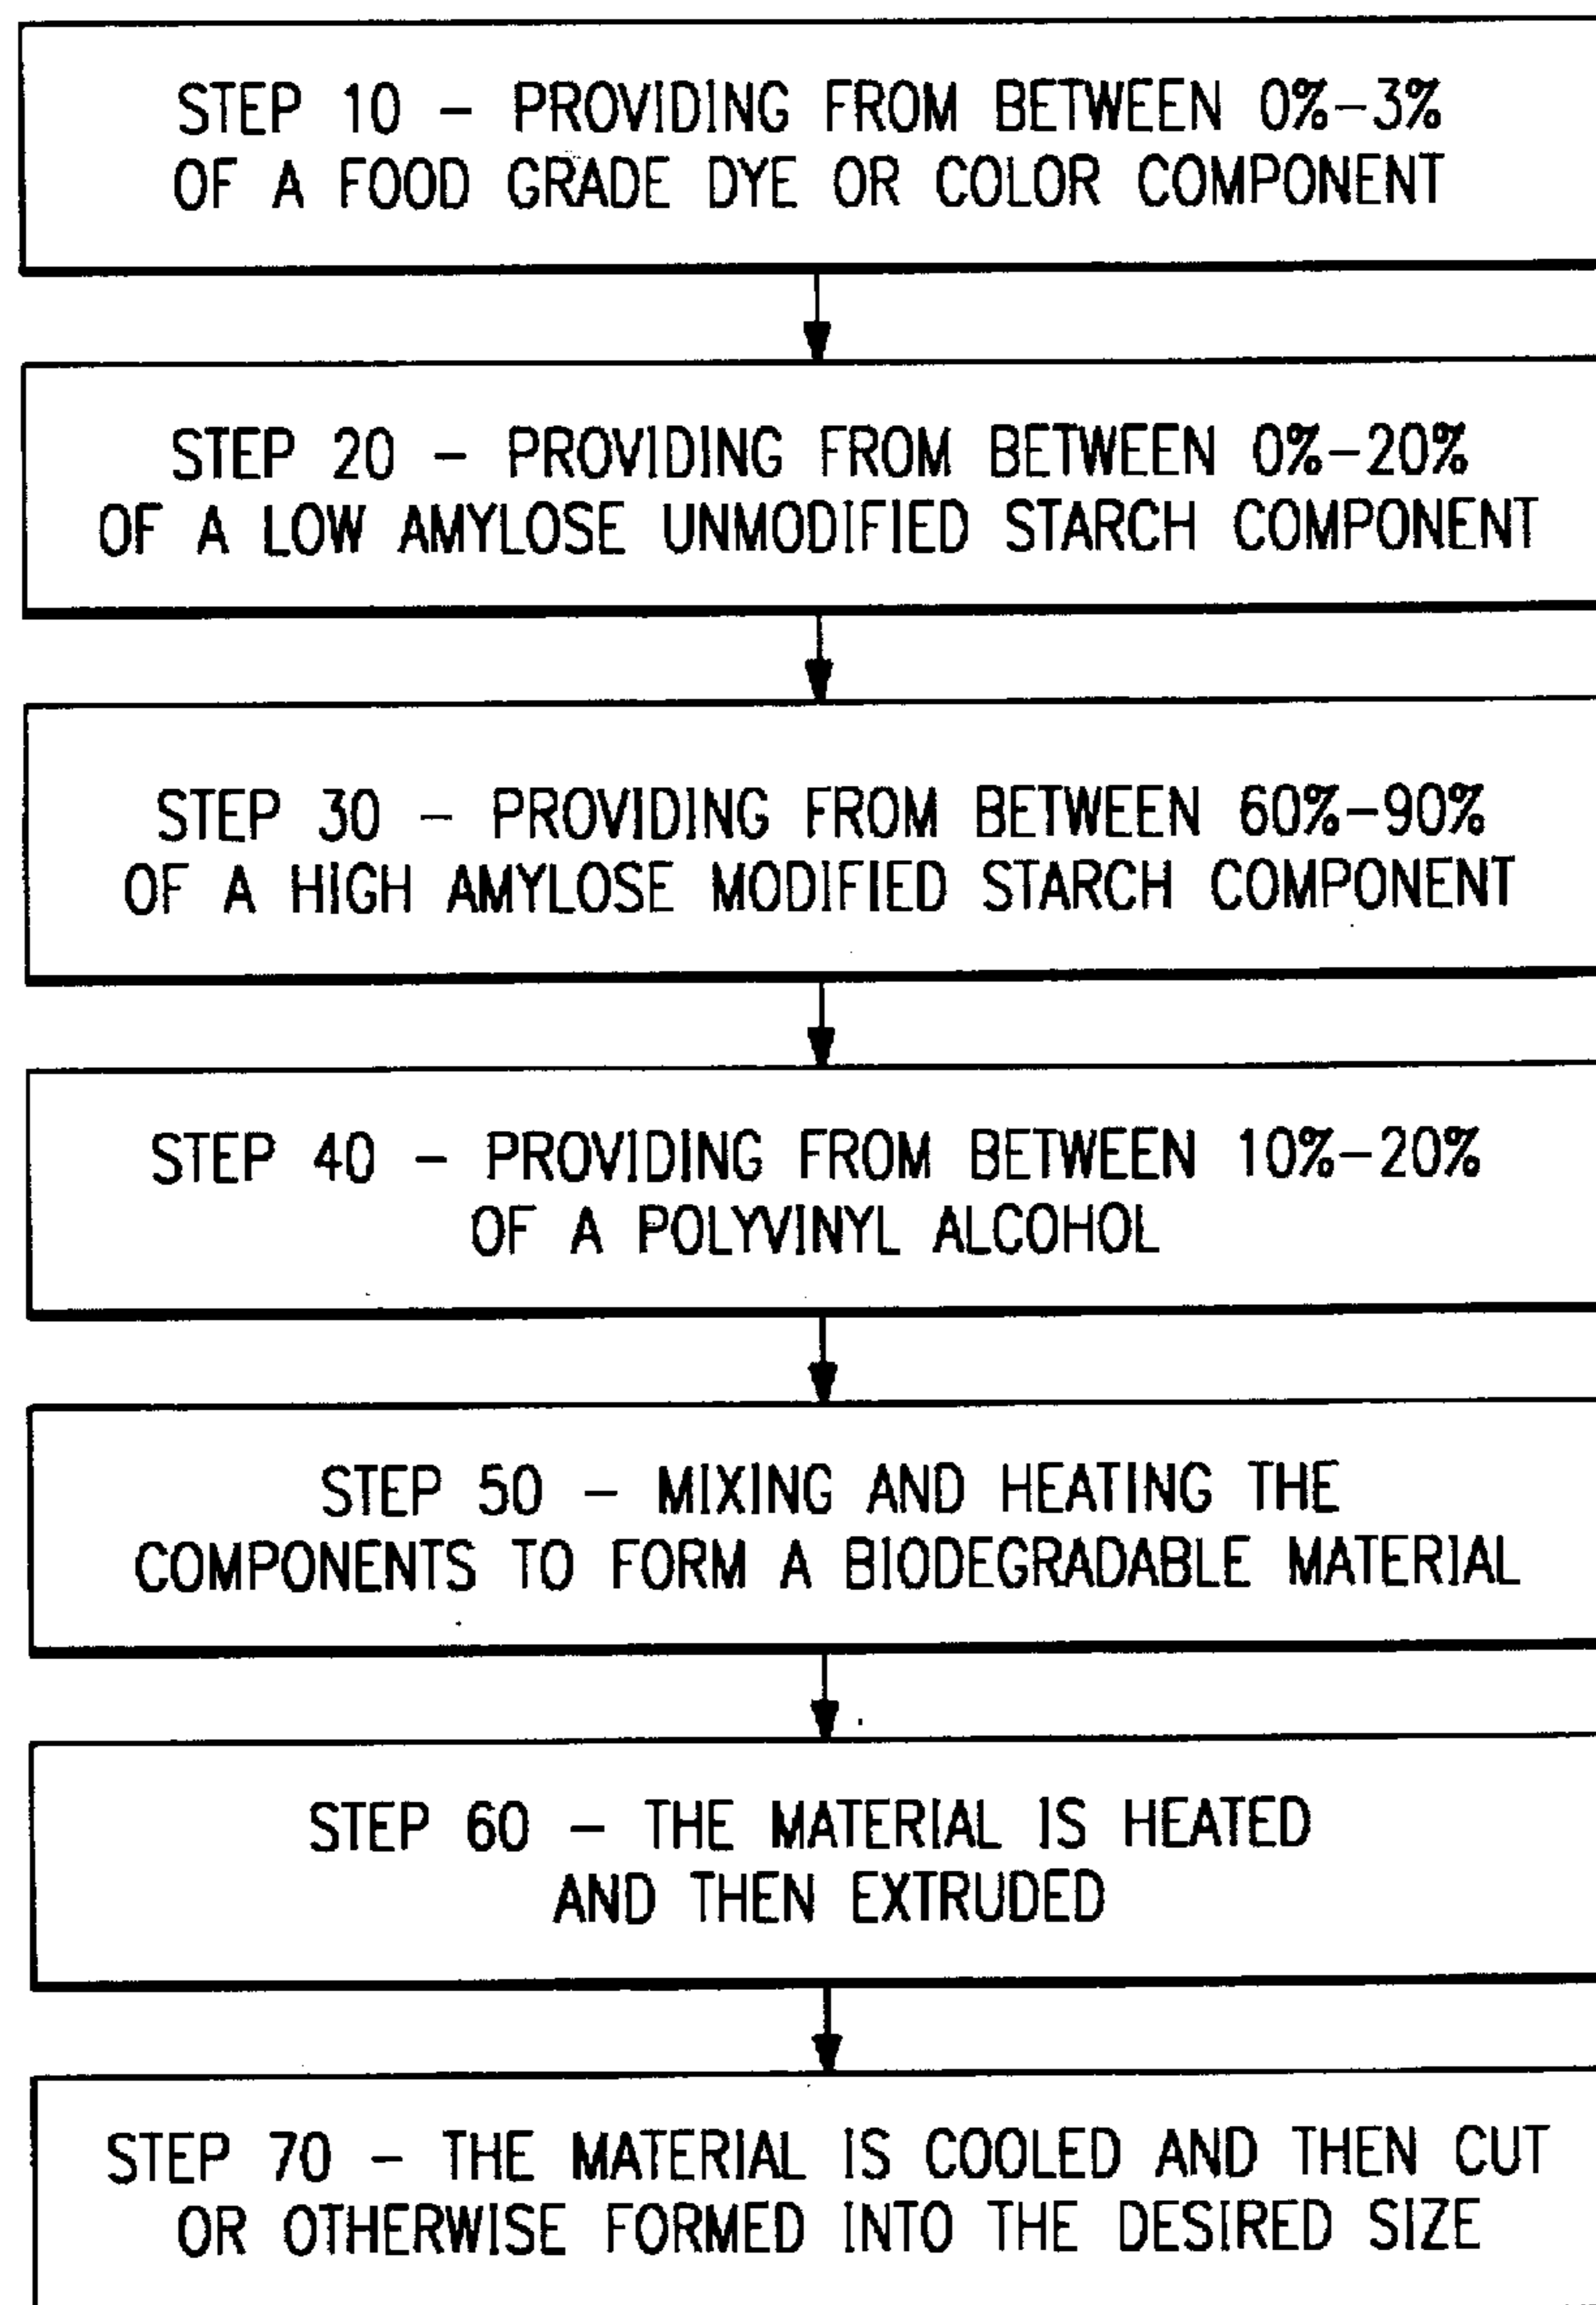 STEP 10 – PROVIDING FROM BETWEEN 0%–3%
OF A FOOD GRADE DYE OR COLOR COMPONENT
STEP 20 – PROVIDING FROM BETWEEN 0%–20%
OF A LOW AMYLOSE UNMODIFIED STARCH COMPONENT
STEP 30 – PROVIDING FROM BETWEEN 60%–90%
OF A HIGH AMYLOSE MODIFIED STARCH COMPONENT
STEP 40 – PROVIDING FROM BETWEEN 10%–20%
OF A POLYVINYL ALCOHOL
STEP 50 – MIXING AND HEATING THE
COMPONENTS TO FORM A BIODEGRADABLE MATERIAL
STEP 60 – THE MATERIAL IS HEATED
AND THEN EXTRUDED
STEP 70 – THE MATERIAL IS COOLED AND THEN CUT
OR OTHERWISE FORMED INTO THE DESIRED SIZE